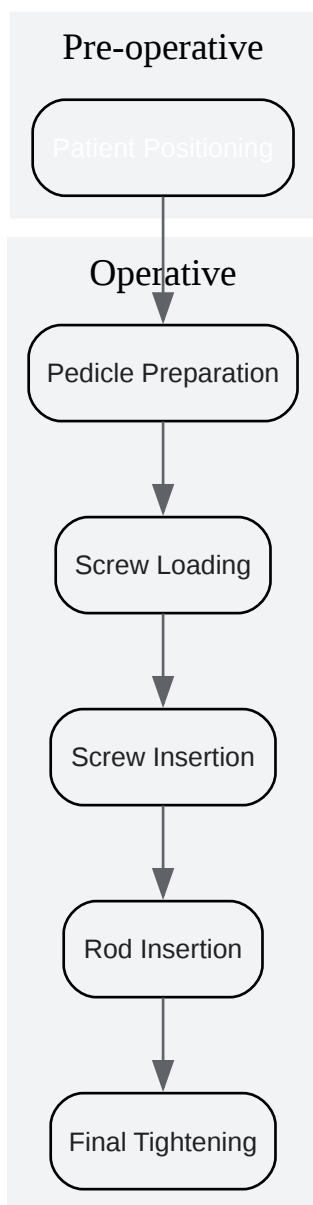 Pre-operative
Patient Positioning
Operative
Pedicle Preparation
Screw Loading
Screw Insertion
Rod Insertion
Final Tightening